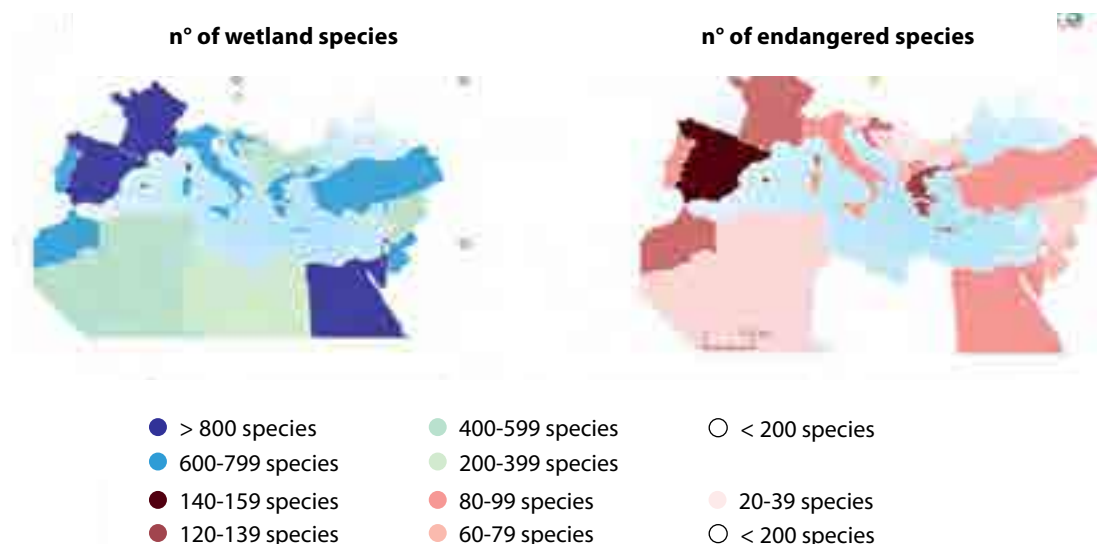 n° of wetland species
n° of endangered species
> 800 species
400-599 species
< 200 species
600-799 species
200-399 species
140-159 species
80-99 species
20-39 species
120-139 species
60-79 species
< 200 species